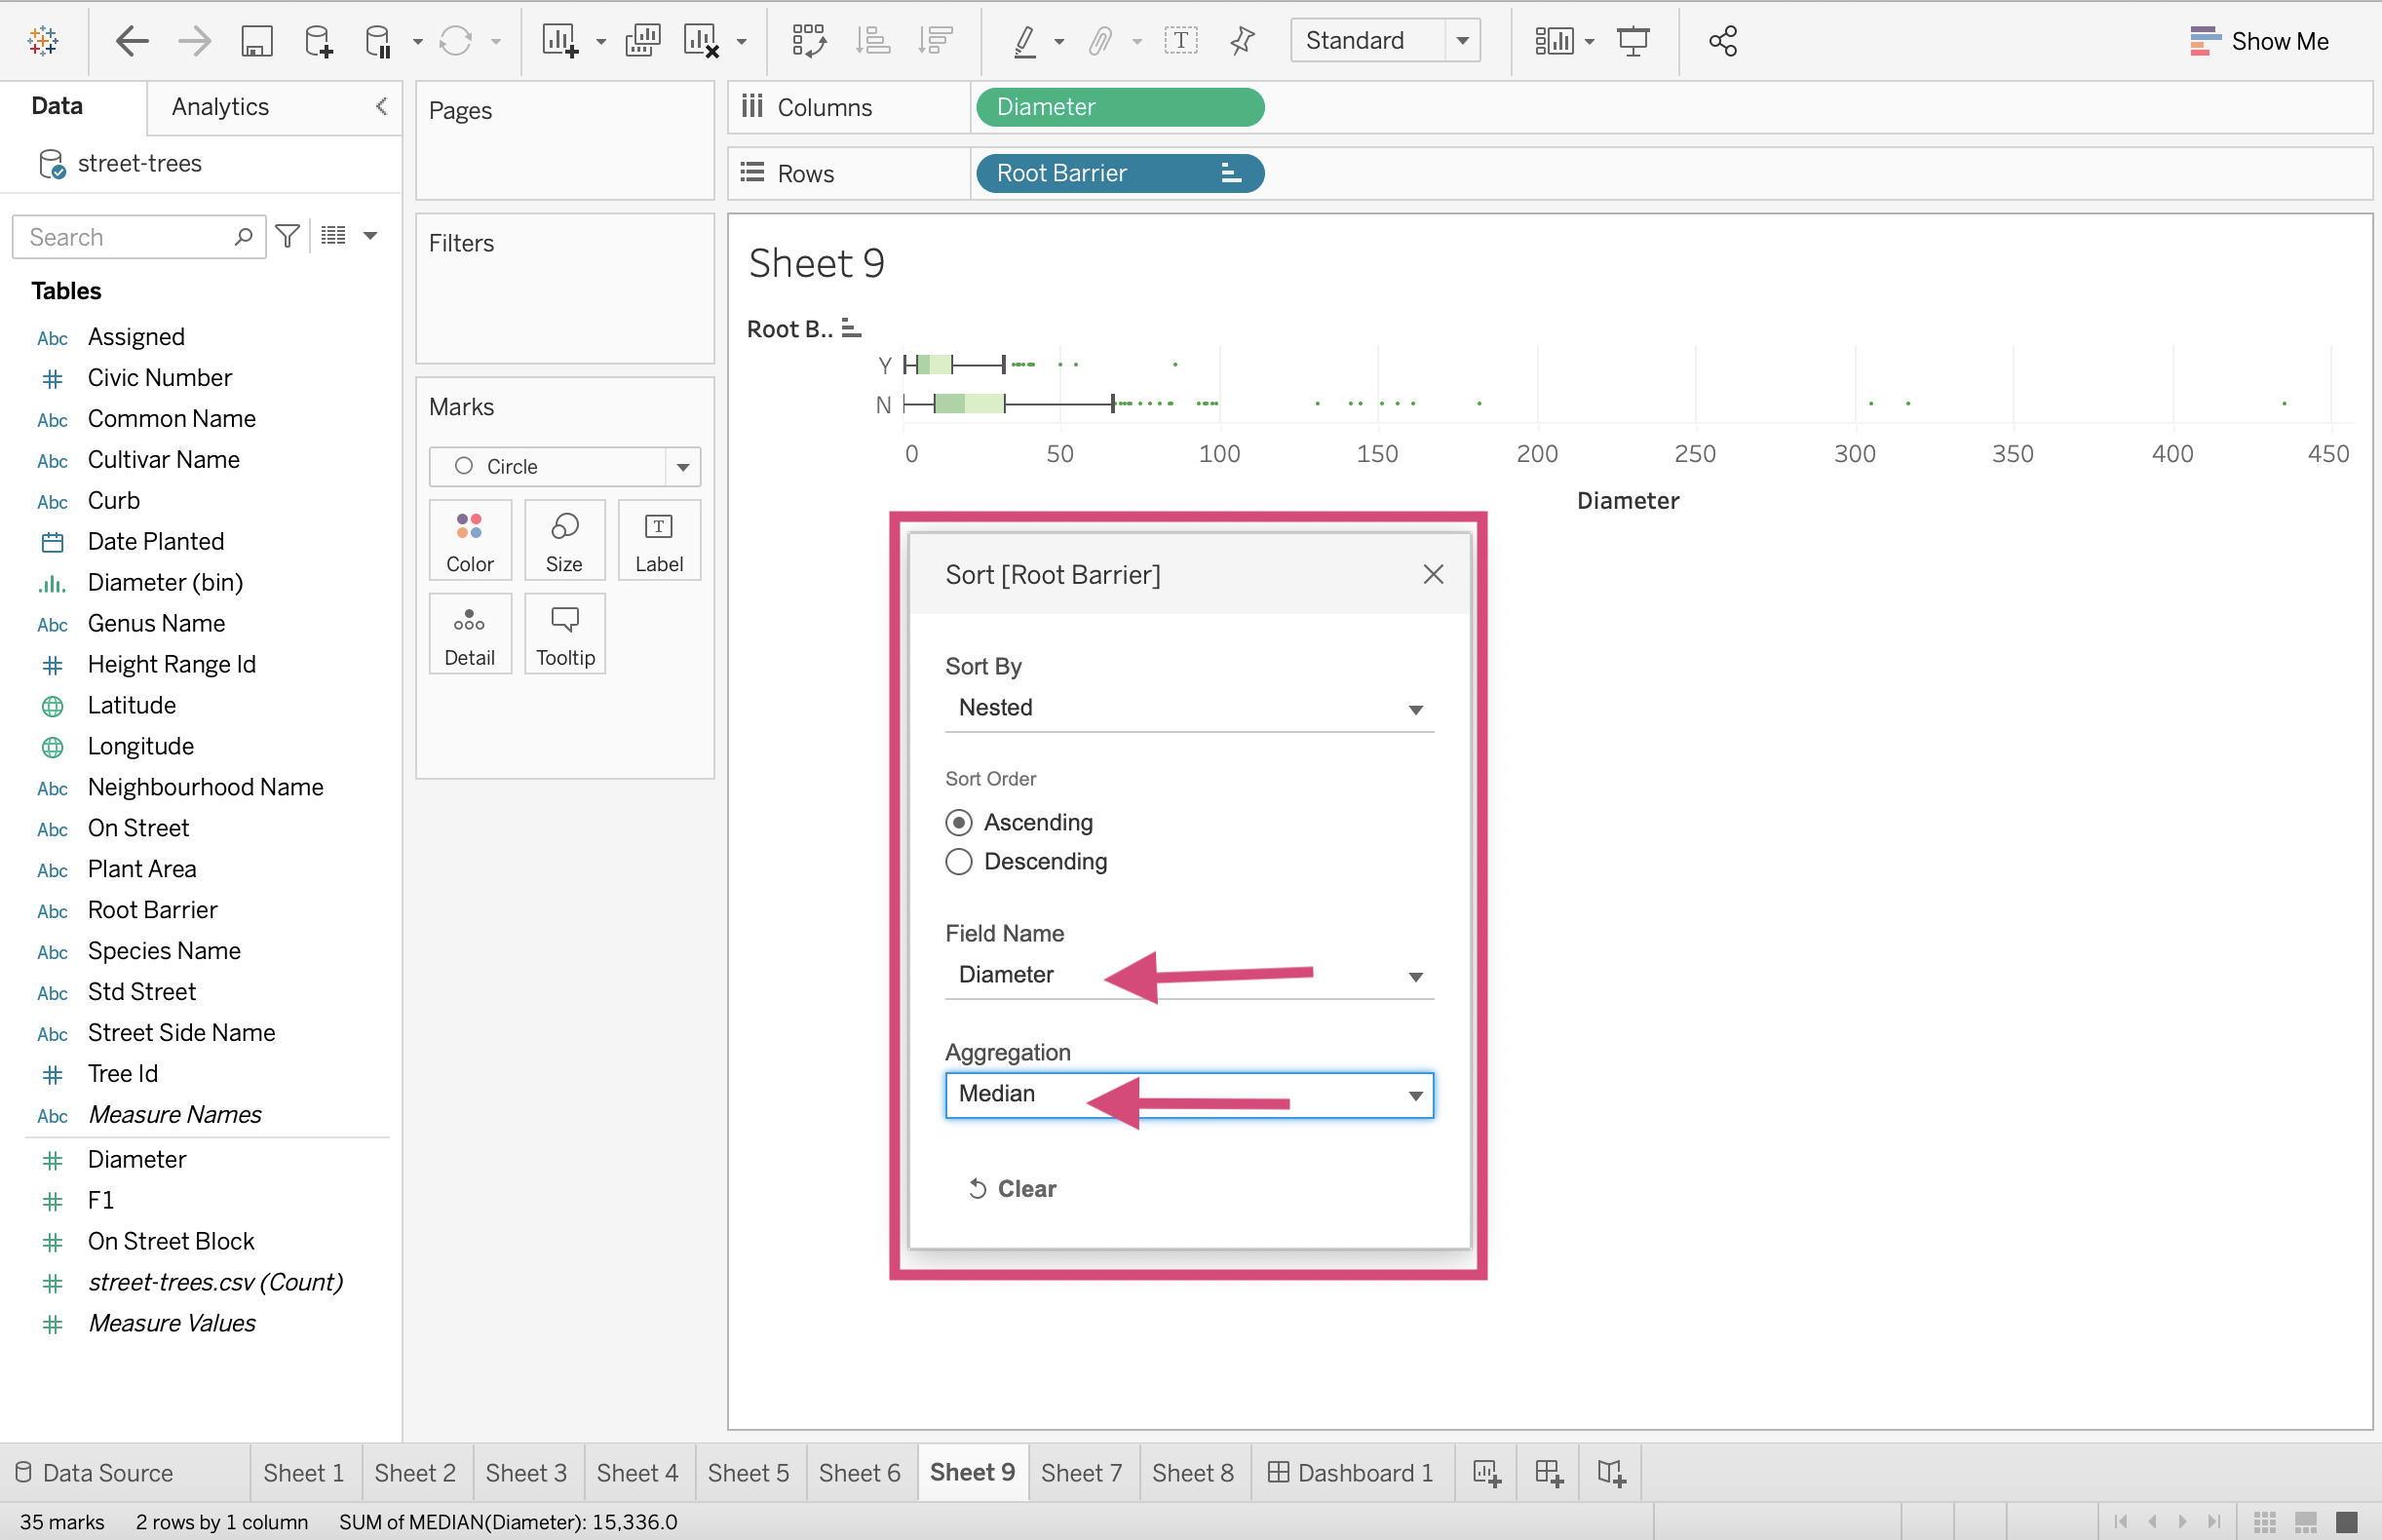 Standard
Show Me
Data
Analytics
street-trees
Search
Tables
Abc Assigned
Civic Number
Abc Common Name
Abc Cultivar Name
Abc Curb
Date Planted
Diameter (bin)
Abc Genus Name
Height Range Id
Latitude
Longitude
Abc Neighbourhood Name
Abc On Street
Abc Plant Area
Abc Root Barrier
Abc Species Name
Abc Std Street
Abc Street Side Name
Tree Id
Abc Measure Names
Diameter
F1
On Street Block
street-trees.csv (Count)
Measure Values
Pages
Filters
Marks
Circle
Color
Size
T
Label
Detail
Tooltip
Columns
Diameter
Rows
Root Barrier
Sheet 9
Root B..
Y
N
0 50 100 150 200 250 300 350 400 450
Diameter
Sort [Root Barrier]
Sort By
Nested
Sort Order
Ascending
Descending
Field Name
Diameter
Aggregation
Median
Clear
Data Source
Sheet 1
Sheet 2
Sheet 3
Sheet 4
Sheet 5
Sheet 6
Sheet 9
Sheet 7
Sheet 8
Dashboard 1
35 marks 2 rows by 1 column SUM of MEDIAN(Diameter): 15,336.0